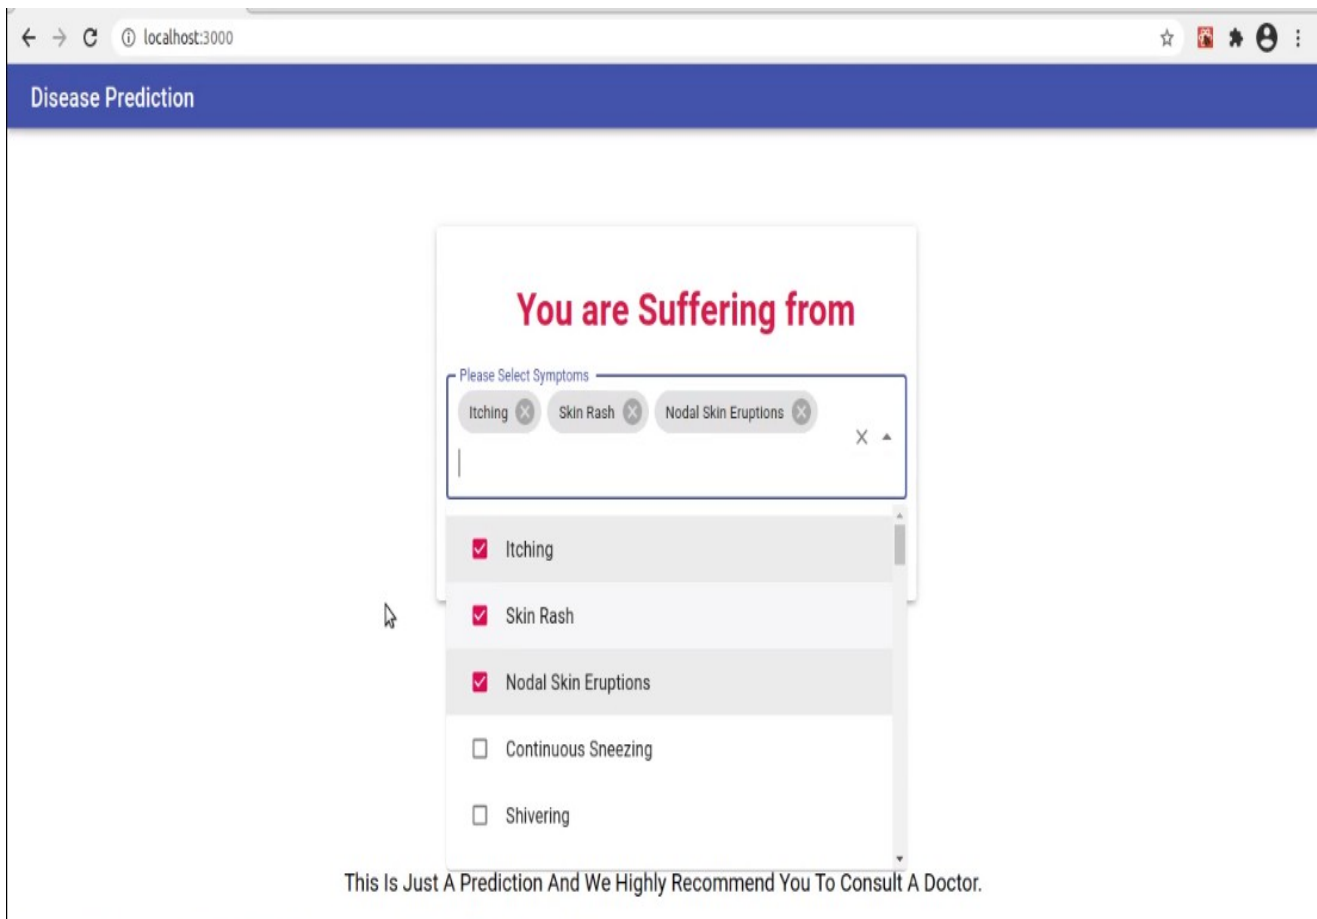 localhost:3000
Disease Prediction
You are Suffering from
Please Select Symptoms
Itching Skin Rash Nodal Skin Eruptions
Itching
Skin Rash
Nodal Skin Eruptions
Continuous Sneezing
Shivering
This Is Just A Prediction And We Highly Recommend You To Consult A Doctor.